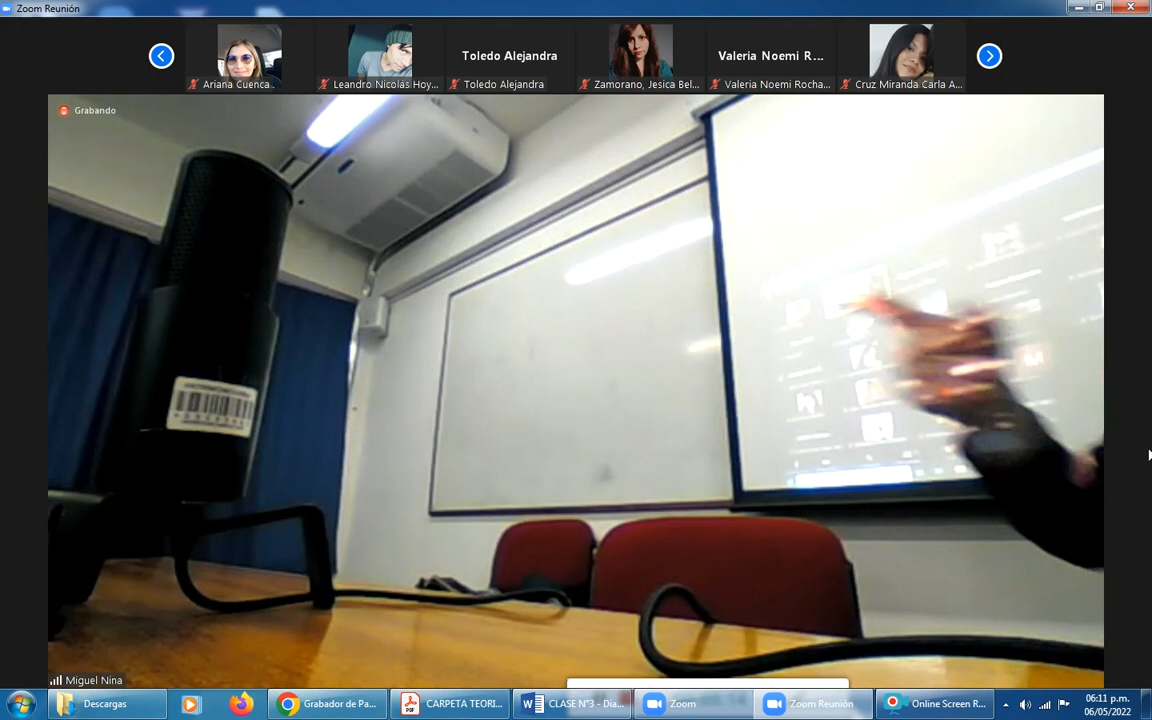 Zoom Reunión
Toledo Alejandra
Valeria Noemi R...
Ariana Cuenca
Leandro Nicolás Hoy...
Toledo Alejandra
Zamorano, Jesica Bel...
Valeria Noemi Rocha...
Cruz Miranda Carla A...
Grabando
Miguel Nina
Descargas
Grabador de Pa...
CARPETA TEORI...
CLASE N°3 - Dia...
Zoom
Zoom Reunión
Online Screen R...
06:11 p.m.
06/05/2022